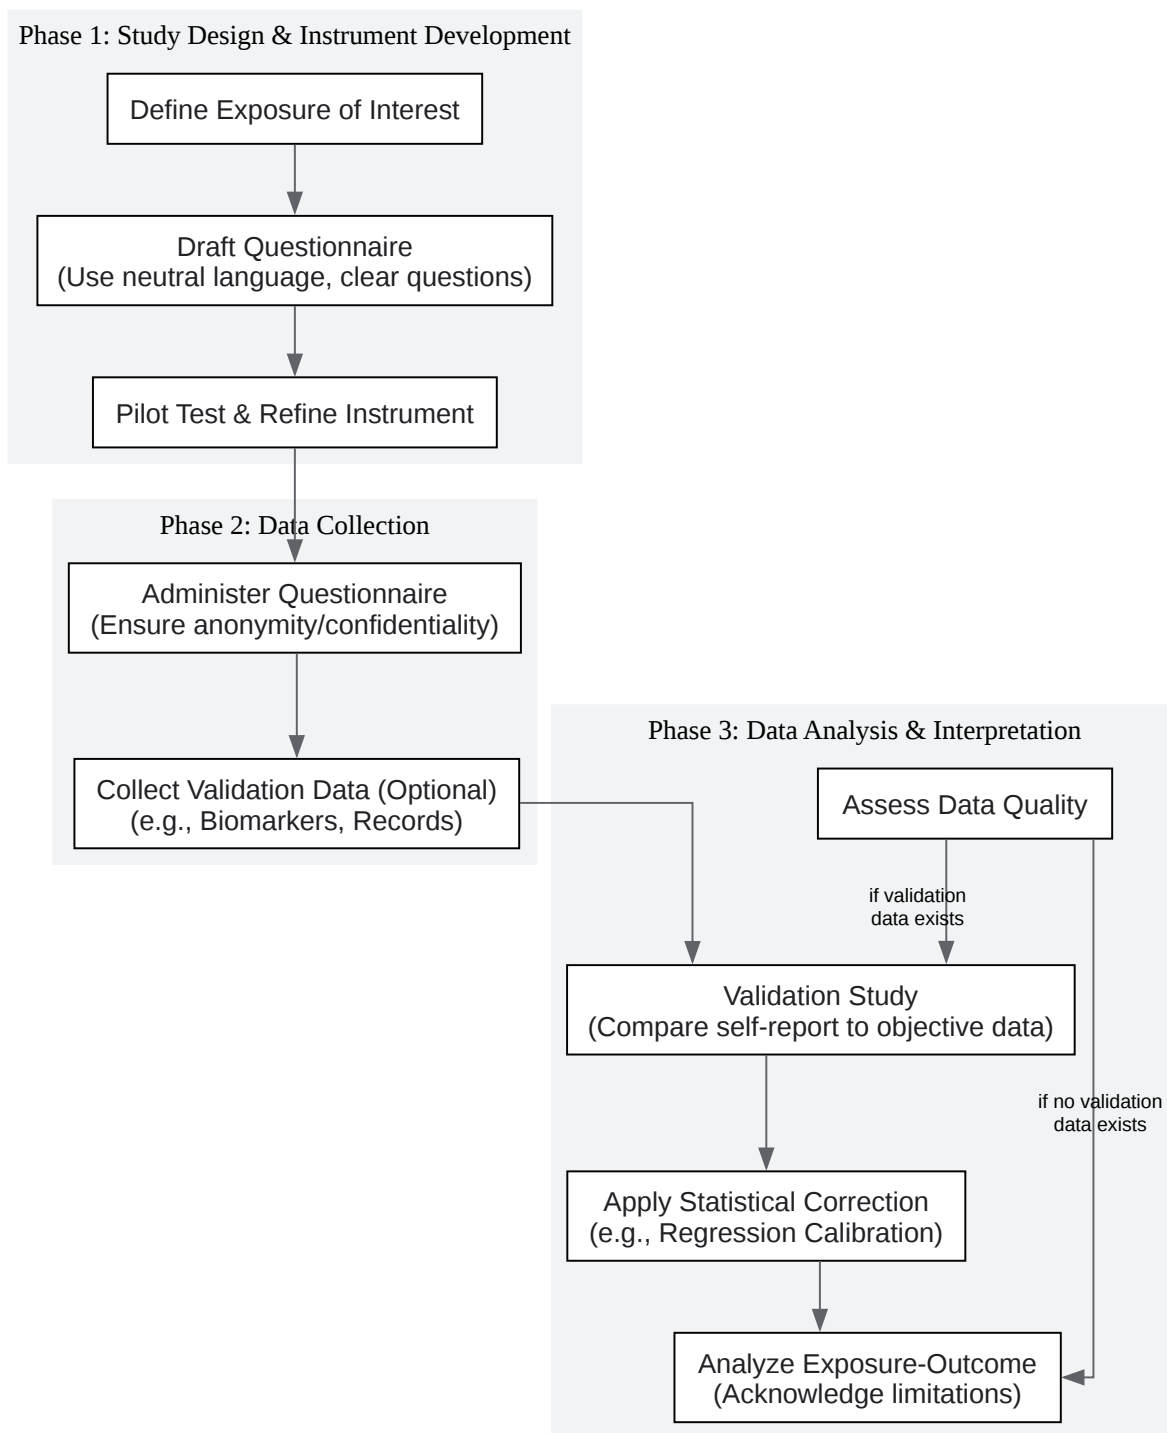 Phase 1: Study Design & Instrument Development
Define Exposure of Interest
Draft Questionnaire
(Use neutral language, clear questions)
Pilot Test & Refine Instrument
Phase 2: Data Collection
Administer Questionnaire
(Ensure anonymity/confidentiality)
Collect Validation Data (Optional)
(e.g., Biomarkers, Records)
Phase 3: Data Analysis & Interpretation
Assess Data Quality
if validation
data exists
Validation Study
(Compare self-report to objective data)
if no validation
data exists
Apply Statistical Correction
(e.g., Regression Calibration)
Analyze Exposure-Outcome
(Acknowledge limitations)